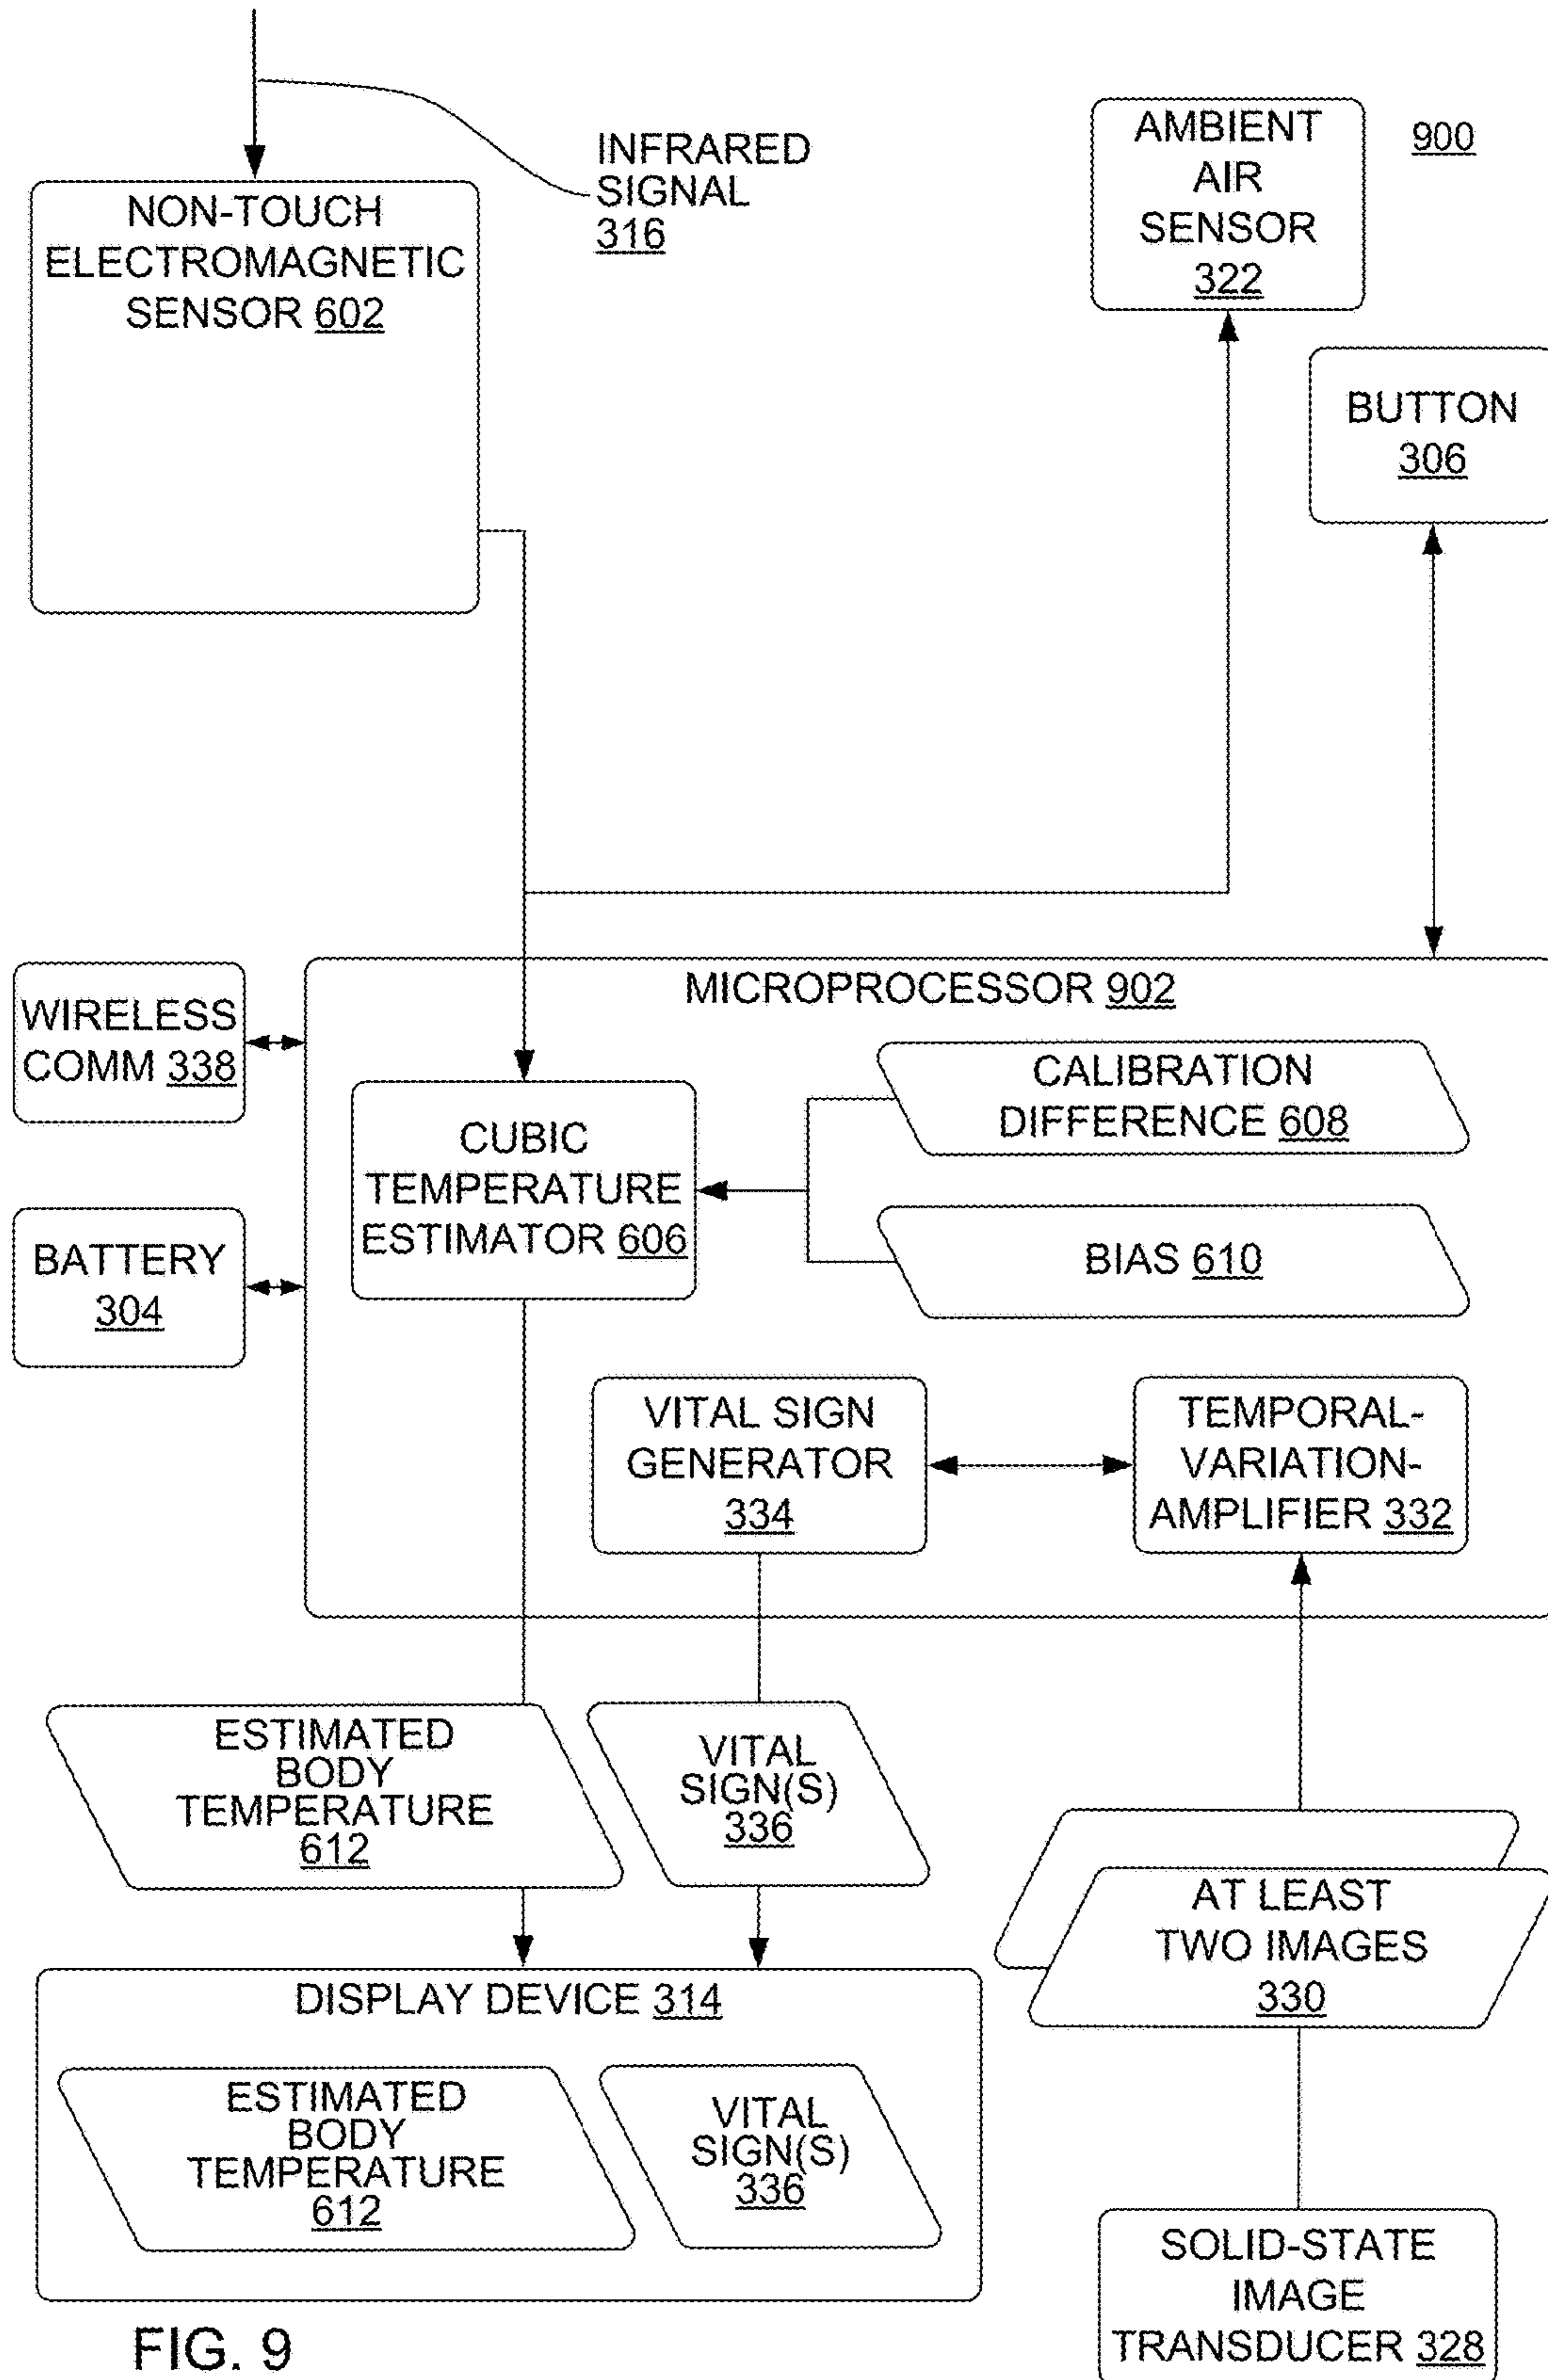 INFRARED
SIGNAL
316
AMBIENT
AIR
SENSOR
322
900
NON-TOUCH
ELECTROMAGNETIC
SENSOR 602
BUTTON
306
WIRELESS
COMM 338
MICROPROCESSOR 902
CALIBRATION
DIFFERENCE 608
CUBIC
TEMPERATURE
ESTIMATOR 606
BATTERY
304
BIAS 610
VITAL SIGN
GENERATOR
334
TEMPORAL-
VARIATION-
AMPLIFIER 332
ESTIMATED
BODY
TEMPERATURE
612
VITAL
SIGN(S)
336
AT LEAST
TWO IMAGES
330
DISPLAY DEVICE 314
ESTIMATED
BODY
TEMPERATURE
612
VITAL
SIGN(S)
336
SOLID-STATE
IMAGE
TRANSDUCER 328
FIG. 9